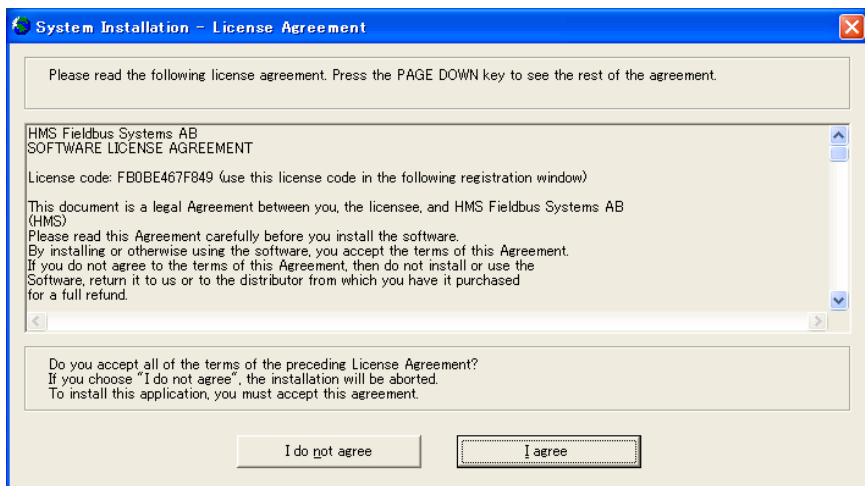 System Installation - License Agreement
Please read the following license agreement. Press the PAGE DOWN key to see the rest of the agreement.
HMS Fieldbus Systems AB
SOFTWARE LICENSE AGREEMENT
License code: FB0BE467F849 (use this license code in the following registration window)
This document is a legal Agreement between you, the licensee, and HMS Fieldbus Systems AB
(HMS)
Please read this Agreement carefully before you install the software.
By installing or otherwise using the software, you accept the terms of this Agreement.
If you do not agree to the terms of this Agreement, then do not install or use the
Software, return it to us or to the distributor from which you have it purchased
for a full refund.
Do you accept all of the terms of the preceding License Agreement?
If you choose "I do not agree", the installation will be aborted.
To install this application, you must accept this agreement.
I do not agree
I agree